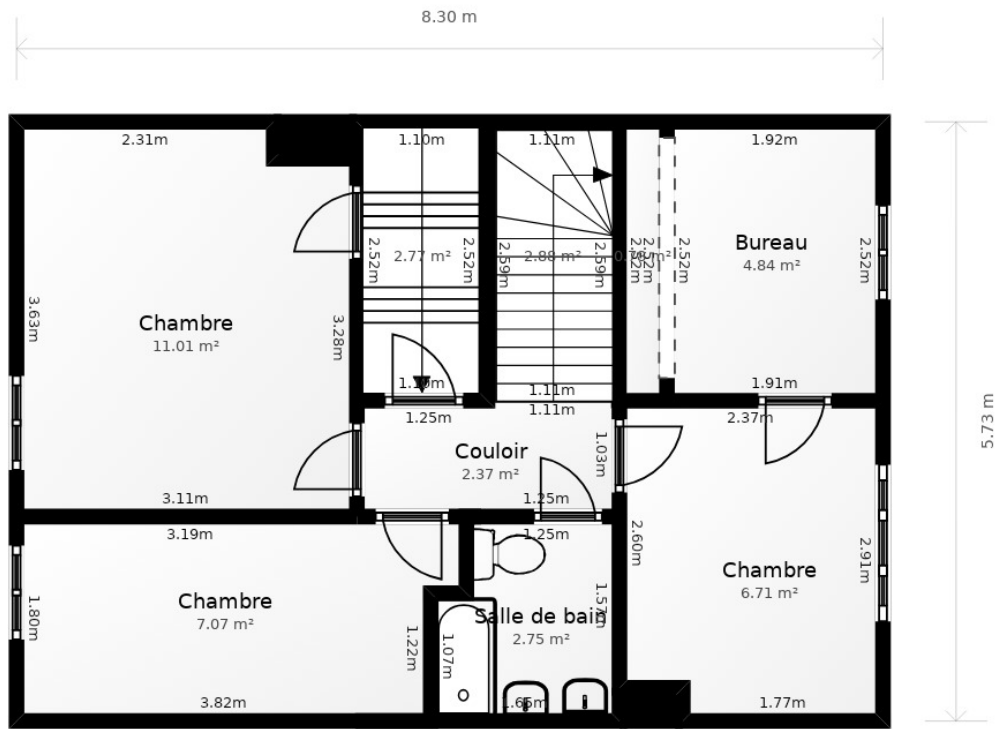 8.30 m
2.31m
1.10m
1.11m
1.92m
2.52m
2.77 m²
2.52m
2.59m
2.88 m²
2.59m
2.52m
2.52m
Bureau
4.84 m²
2.52m
3.63m
Chambre
11.01 m²
3.28m
1.10m
1.11m
1.91m
1.25m
1.11m
2.37m
5.73 m
Couloir
2.37 m²
1.03m
3.11m
1.25m
3.19m
1.25m
2.60m
2.91m
Chambre
7.07 m²
1.80m
1.22m
1.07m
Salle de bain
2.75 m²
1.57m
Chambre
6.71 m²
3.82m
1.65m
1.77m